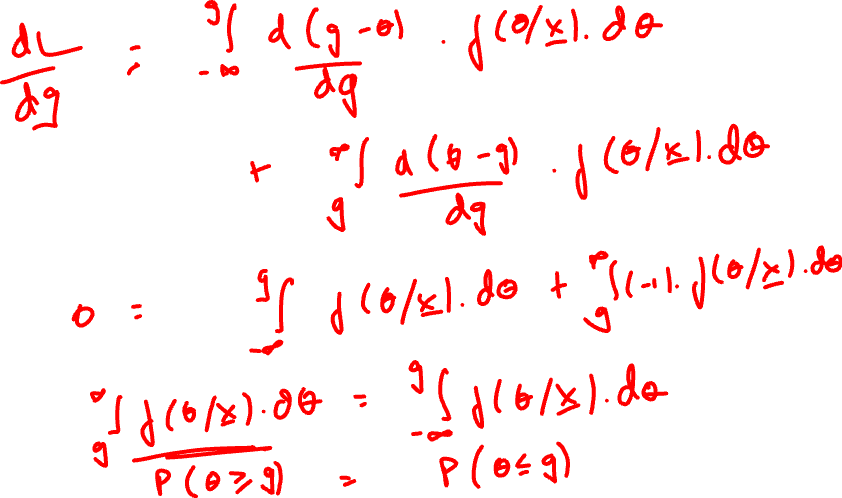 dL/dg = ∫_{-∞}^{g} d(g-θ)/dg . f(θ/x). dθ
+ ∫_{g}^{∞} d(θ-g)/dg . f(θ/x). dθ
0 = ∫_{-∞}^{g} f(θ/x). dθ + ∫_{g}^{∞} (-1). f(θ/x). dθ
∫_{g}^{∞} f(θ/x). dθ = ∫_{-∞}^{g} f(θ/x). dθ
P(θ ≥ g) = P(θ ≤ g)